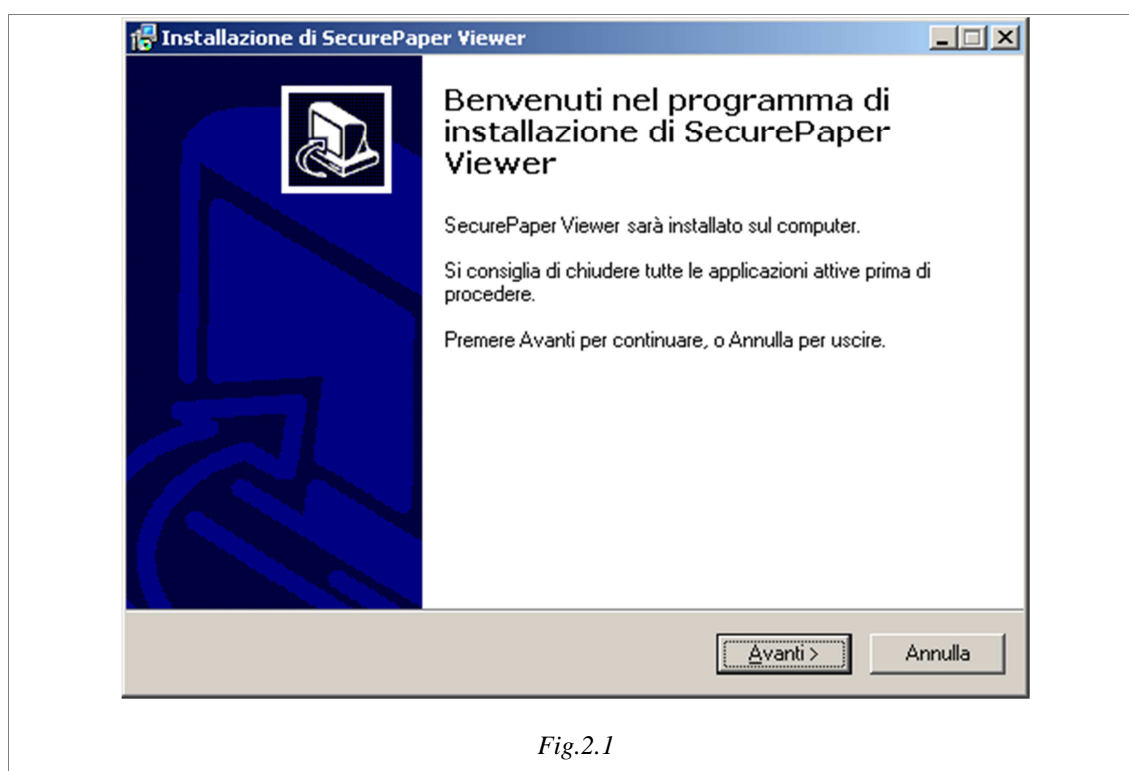 Installazione di SecurePaper Viewer
Benvenuti nel programma di
installazione di SecurePaper
Viewer
SecurePaper Viewer sarà installato sul computer.
Si consiglia di chiudere tutte le applicazioni attive prima di
procedere.
Premere Avanti per continuare, o Annulla per uscire.
Avanti >
Annulla
Fig.2.1